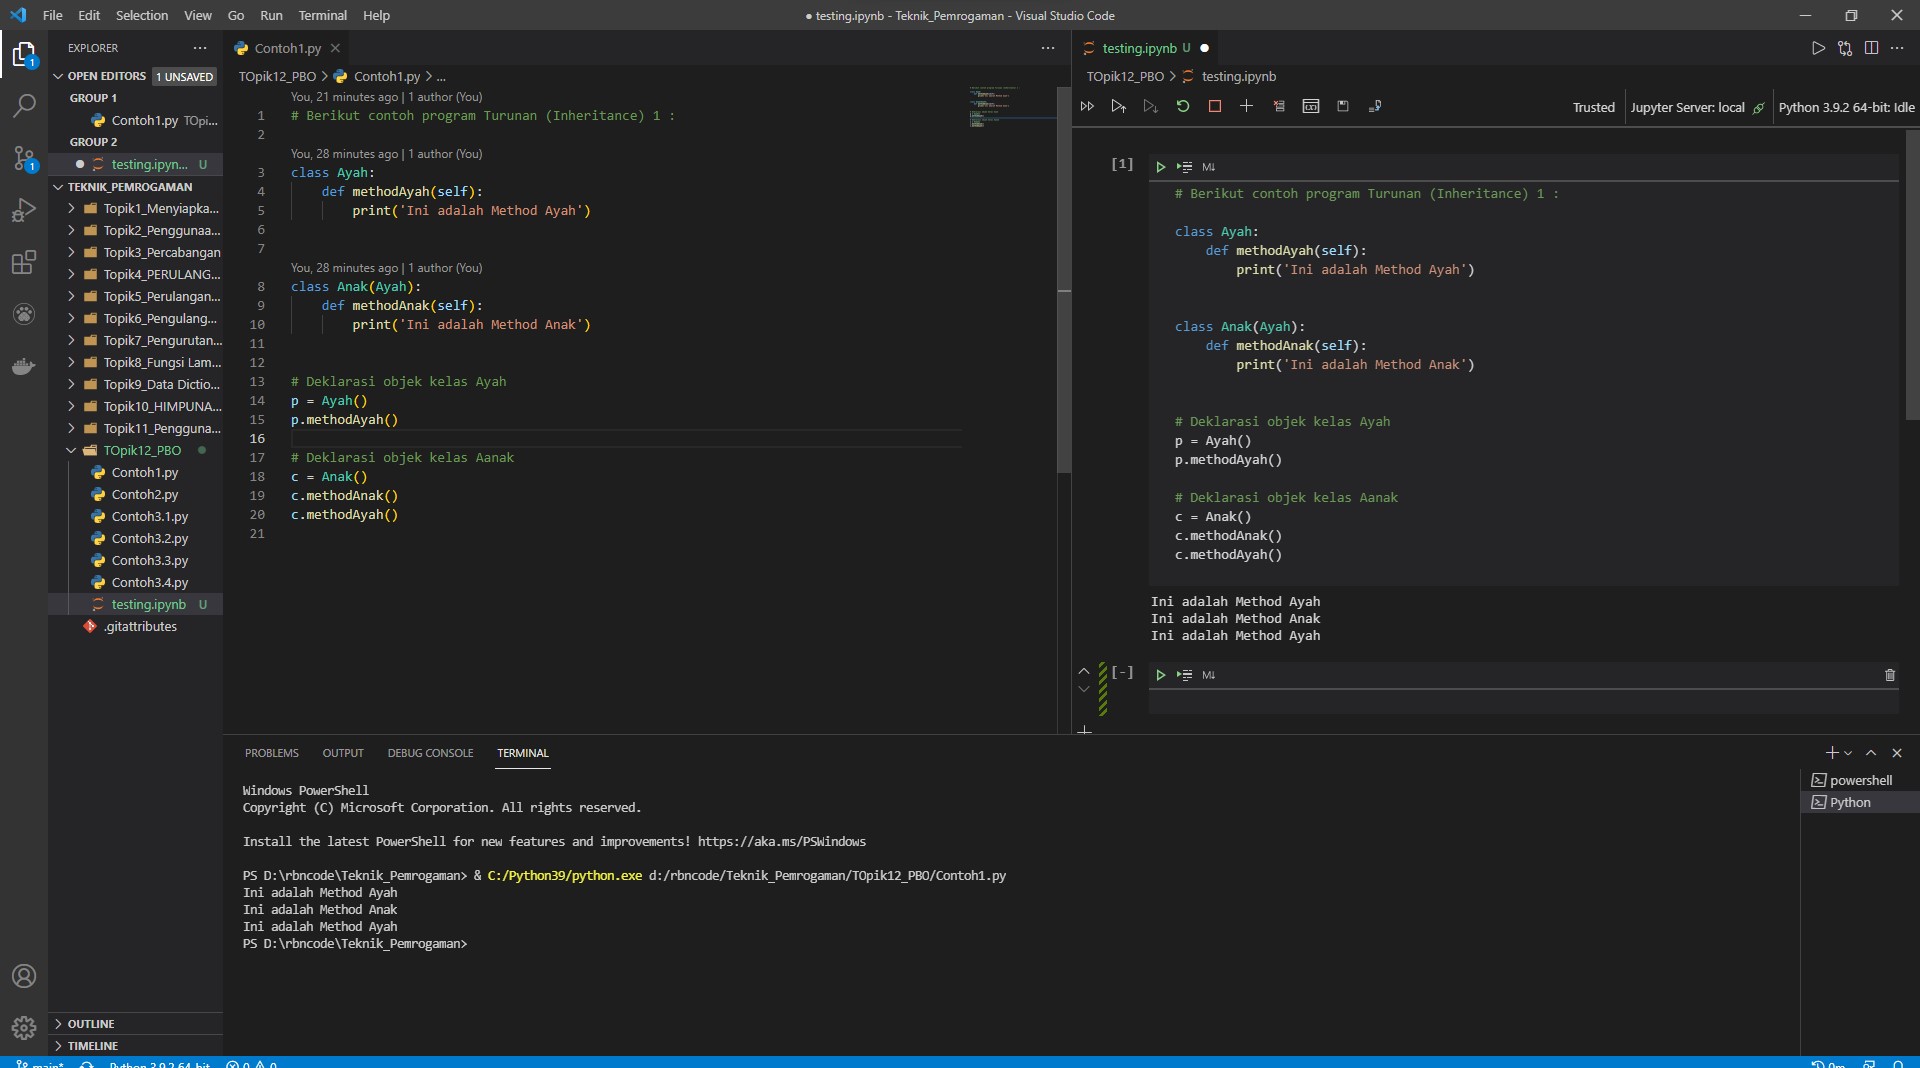 File Edit Selection View Go Run Terminal Help
● testing.ipynb - Teknik_Pemrogaman - Visual Studio Code
EXPLORER
OPEN EDITORS 1 UNSAVED
GROUP 1
Contoh1.py TOpi...
GROUP 2
testing.ipyn... U
TEKNIK_PEMROGAMAN
Topik1_Menyiapka...
Topik2_Penggunaa...
Topik3_Percabangan
Topik4_PERULANG...
Topik5_Perulangan...
Topik6_Pengulang...
Topik7_Pengurutan...
Topik8_Fungsi Lam...
Topik9_Data Dictio...
Topik10_HIMPUNA...
Topik11_Pengguna...
TOpik12_PBO
Contoh1.py
Contoh2.py
Contoh3.1.py
Contoh3.2.py
Contoh3.3.py
Contoh3.4.py
testing.ipynb U
.gitattributes
OUTLINE
TIMELINE
1
1
Contoh1.py
TOpik12_PBO > Contoh1.py > ...
You, 21 minutes ago | 1 author (You)
1 # Berikut contoh program Turunan (Inheritance) 1 :
2
You, 28 minutes ago | 1 author (You)
3 class Ayah:
4 def methodAyah(self):
5 print('Ini adalah Method Ayah')
6
7
You, 28 minutes ago | 1 author (You)
8 class Anak(Ayah):
9 def methodAnak(self):
10 print('Ini adalah Method Anak')
11
12
13 # Deklarasi objek kelas Ayah
14 p = Ayah()
15 p.methodAyah()
16
17 # Deklarasi objek kelas Aanak
18 c = Anak()
19 c.methodAnak()
20 c.methodAyah()
21
testing.ipynb U
TOpik12_PBO > testing.ipynb
Trusted Jupyter Server: local Python 3.9.2 64-bit: Idle
[1] M↓
# Berikut contoh program Turunan (Inheritance) 1 :
class Ayah:
def methodAyah(self):
print('Ini adalah Method Ayah')
class Anak(Ayah):
def methodAnak(self):
print('Ini adalah Method Anak')
# Deklarasi objek kelas Ayah
p = Ayah()
p.methodAyah()
# Deklarasi objek kelas Aanak
c = Anak()
c.methodAnak()
c.methodAyah()
Ini adalah Method Ayah
Ini adalah Method Anak
Ini adalah Method Ayah
[-] M↓
PROBLEMS OUTPUT DEBUG CONSOLE TERMINAL
Windows PowerShell
Copyright (C) Microsoft Corporation. All rights reserved.
Install the latest PowerShell for new features and improvements! https://aka.ms/PSWindows
PS D:\rbncode\Teknik_Pemrogaman> & C:/Python39/python.exe d:/rbncode/Teknik_Pemrogaman/TOpik12_PBO/Contoh1.py
Ini adalah Method Ayah
Ini adalah Method Anak
Ini adalah Method Ayah
PS D:\rbncode\Teknik_Pemrogaman>
powershell
Python
main* Python 3.9.2 64-bit 0 0
0m